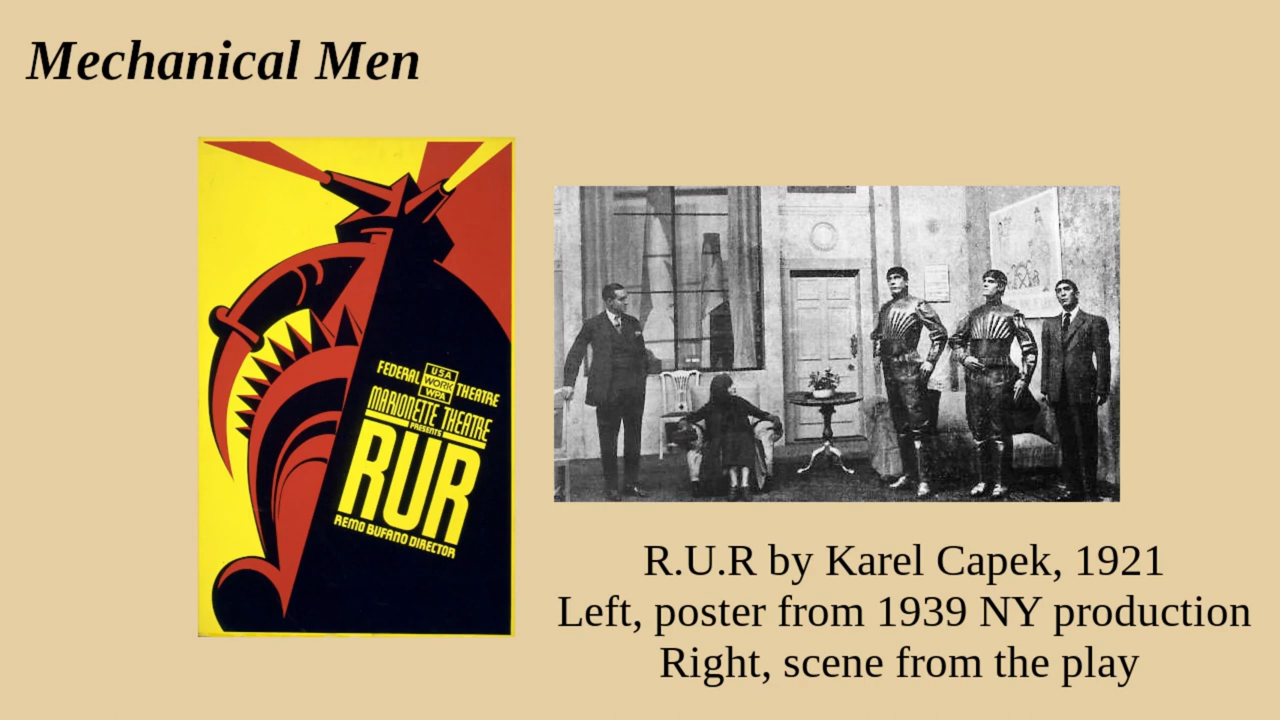 Mechanical Men
FEDERAL USA WORK WPA THEATRE
MARIONETTE THEATRE
PRESENTS
RUR
REMO BUFANO DIRECTOR
R.U.R by Karel Capek, 1921
Left, poster from 1939 NY production
Right, scene from the play